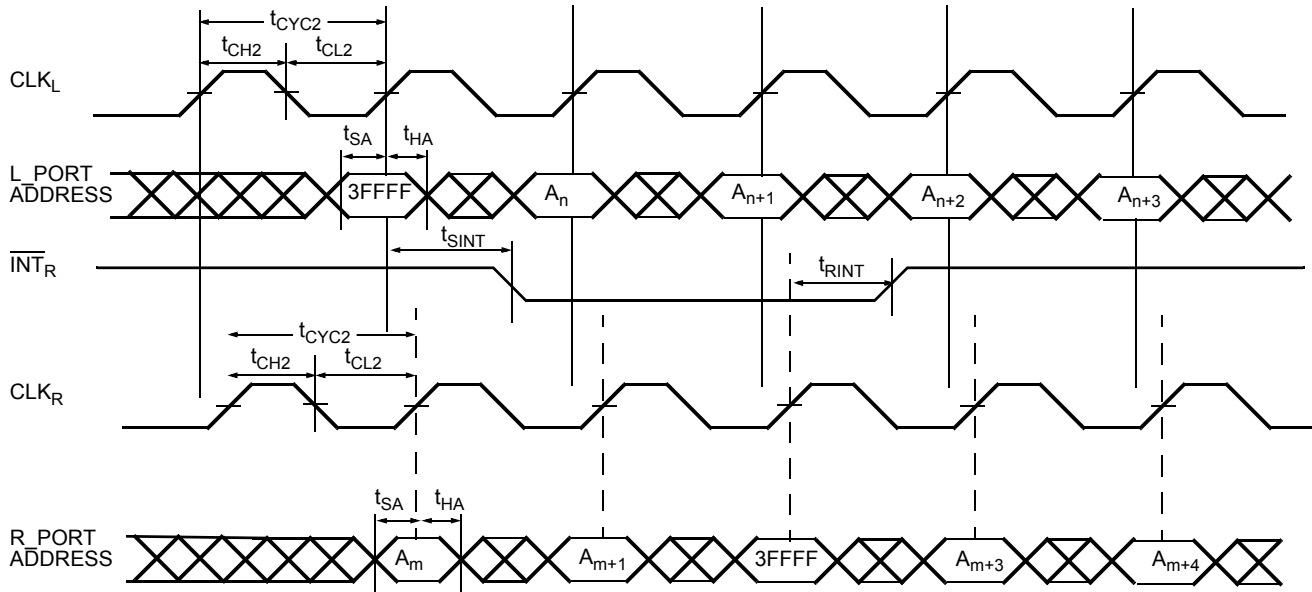 tCYC2
tCH2 tCL2
CLKL
tSA tHA
L_PORT
ADDRESS
3FFFF An An+1 An+2 An+3
tSINT
INTR
tRINT
tCYC2
tCH2 tCL2
CLKR
tSA tHA
R_PORT
ADDRESS
Am Am+1 3FFFF Am+3 Am+4